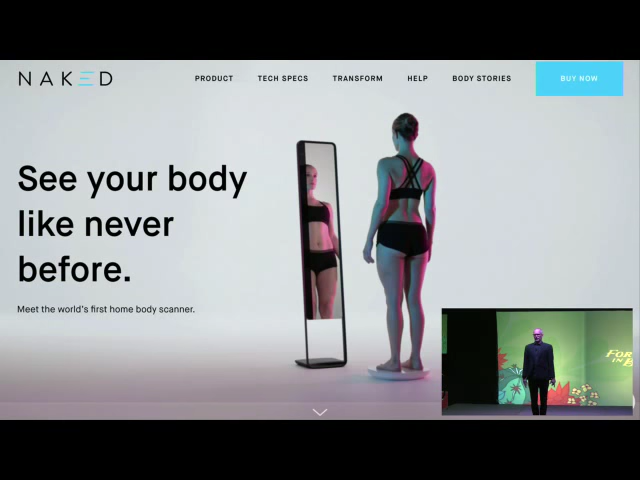 NAKED
PRODUCT TECH SPECS TRANSFORM HELP BODY STORIES BUY NOW
See your body
like never
before.
Meet the world's first home body scanner.
IN